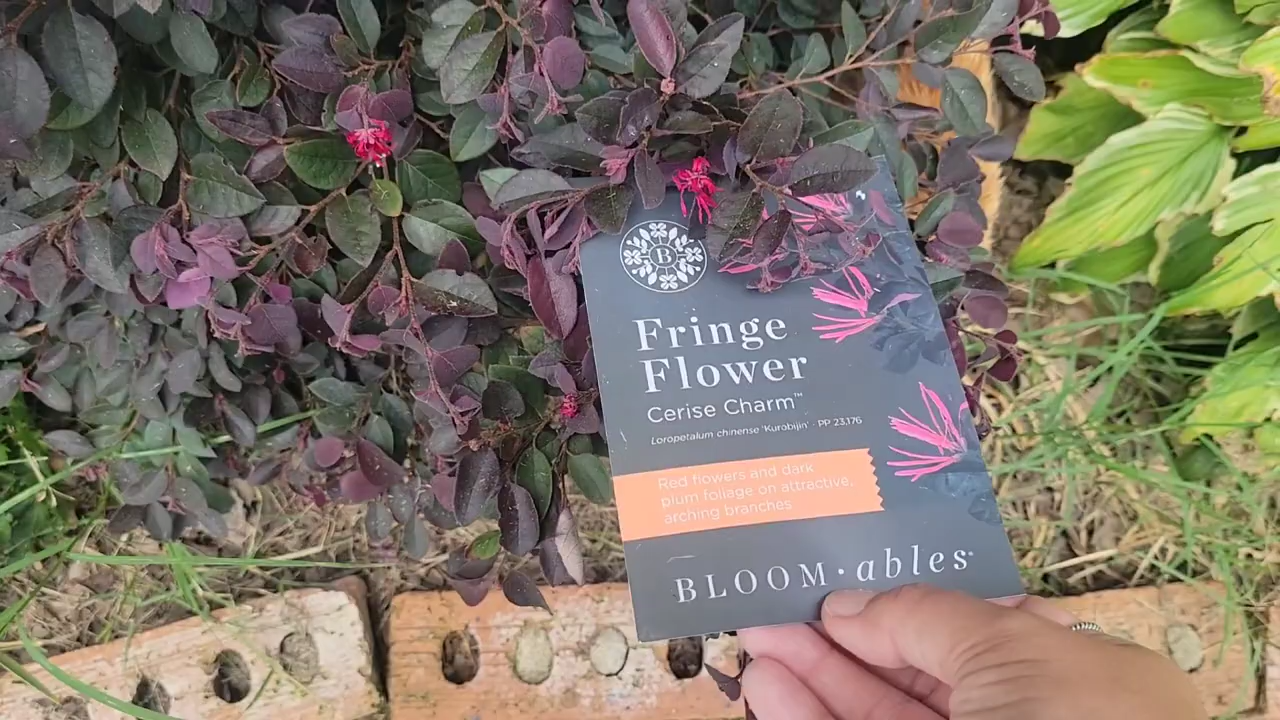 B
Fringe
Flower
Cerise Charm™
Loropetalum chinense 'Kurobijin' · PP 23,176
Red flowers and dark
plum foliage on attractive,
arching branches
BLOOM·ables®